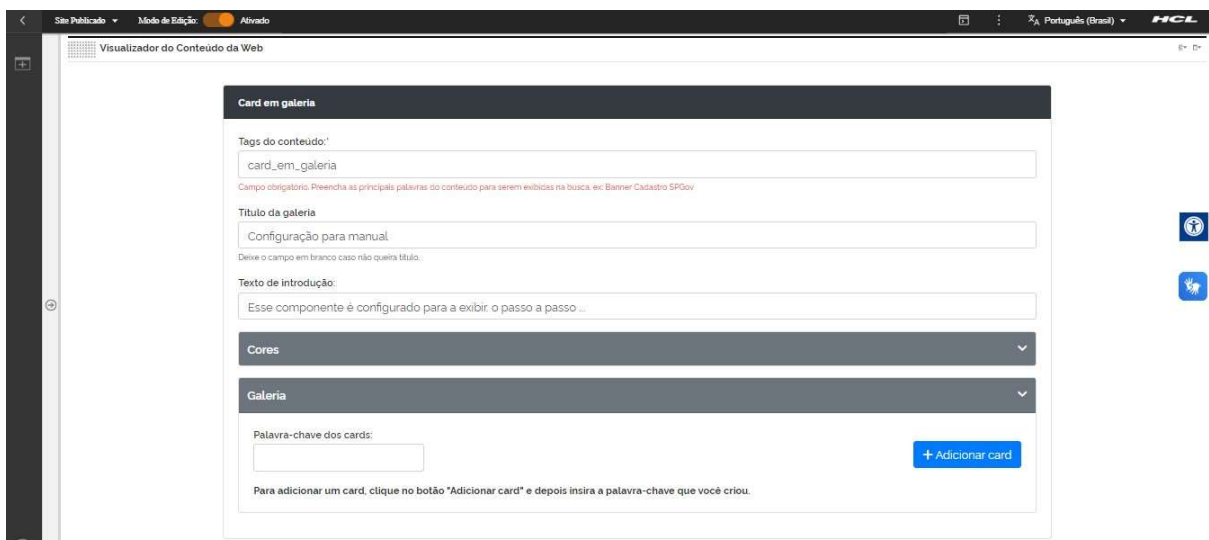 Site Publicado Modo de Edição: Ativado Português (Brasil) HCL
Visualizador do Conteúdo da Web
Card em galeria
Tags do conteúdo:*
card_em_galeria
Campo obrigatório. Preencha as principais palavras do conteúdo para serem exibidas na busca. ex: Banner Cadastro SPGov
Título da galeria
Configuração para manual
Deixe o campo em branco caso não queira título.
Texto de introdução:
Esse componente é configurado para a exibir o passo a passo ...
Cores
Galeria
Palavra-chave dos cards:
+ Adicionar card
Para adicionar um card, clique no botão "Adicionar card" e depois insira a palavra-chave que você criou.